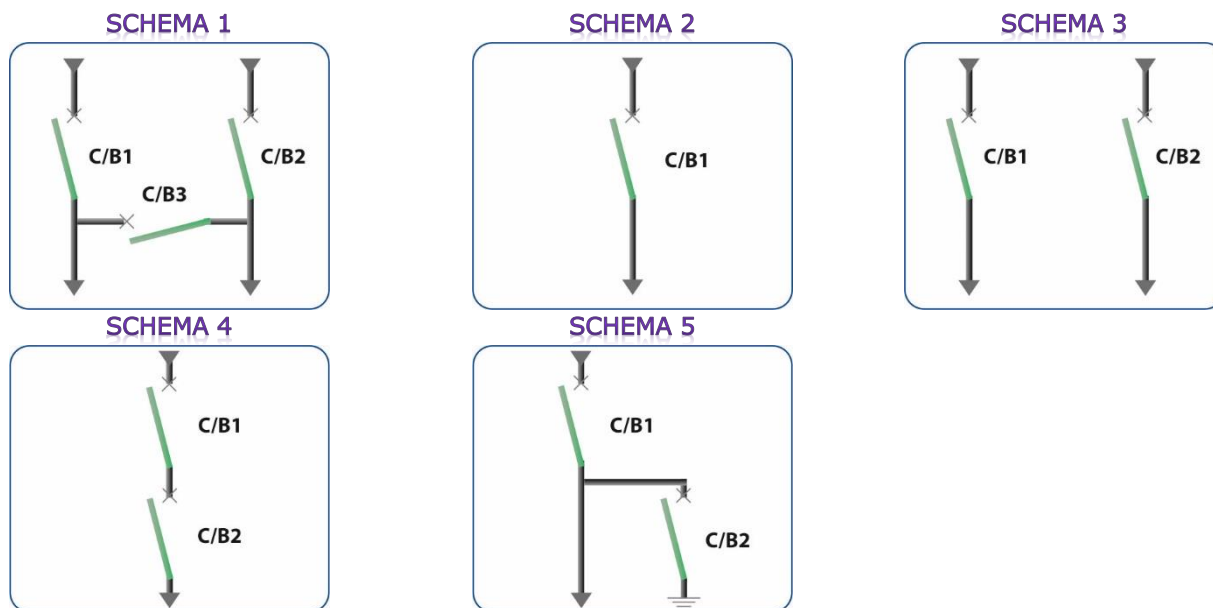 SCHEMA 1
C/B1
C/B2
C/B3
SCHEMA 2
C/B1
SCHEMA 3
C/B1
C/B2
SCHEMA 4
C/B1
C/B2
SCHEMA 5
C/B1
C/B2